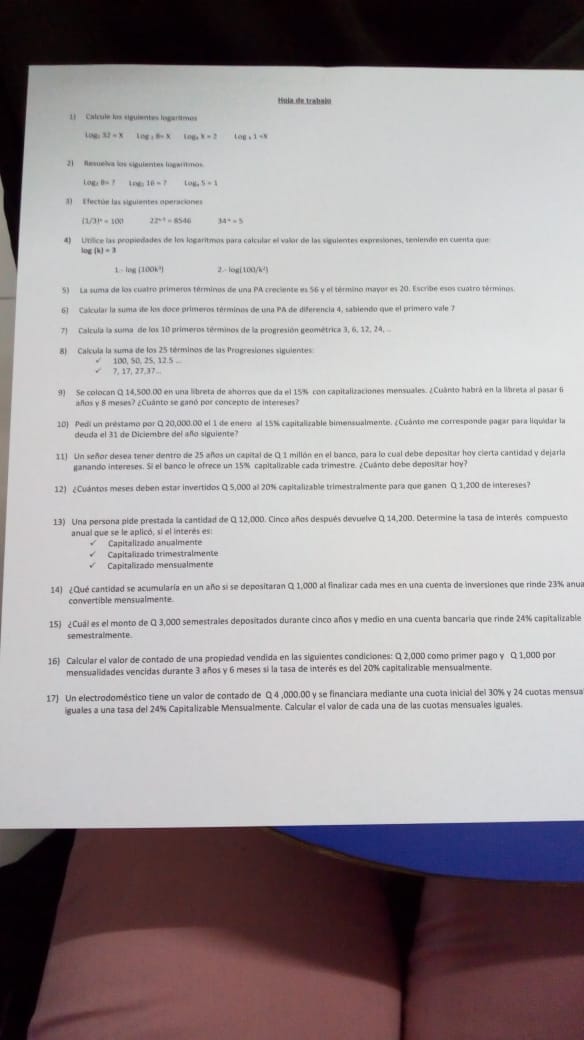 Hoja de trabajo
1) Calcule los siguientes logaritmos
Log₂ 32 = X Log ₂ 8= X Log₈ X = 2 Log ₈ 1 =X
2) Resuelva los siguientes logaritmos.
Log₂ 8= ? Log₂ 16 = ? Logₓ 5 = 1
3) Efectúe las siguientes operaciones
(1/3)ˣ = 100 = 8546 34ˣ = 5
4) Utilice las propiedades de los logaritmos para calcular el valor de las siguientes expresiones, teniendo en cuenta que:
log (k) = 3
1.- log (100k³) 2.- log(100/k²)
5) La suma de los cuatro primeros términos de una PA creciente es 56 y el término mayor es 20. Escribe esos cuatro términos.
6) Calcular la suma de los doce primeros términos de una PA de diferencia 4, sabiendo que el primero vale 7
7) Calcula la suma de los 10 primeros términos de la progresión geométrica 3, 6, 12, 24, ..
8) Calcula la suma de los 25 términos de las Progresiones siguientes:
✓ 100, 50, 25, 12.5 ...
✓ 7, 17, 27,37...
9) Se colocan Q 14,500.00 en una libreta de ahorros que da el 15% con capitalizaciones mensuales. ¿Cuánto habrá en la libreta al pasar 6
años y 8 meses? ¿Cuánto se ganó por concepto de intereses?
10) Pedí un préstamo por Q 20,000.00 el 1 de enero al 15% capitalizable bimensualmente. ¿Cuánto me corresponde pagar para liquidar la
deuda el 31 de Diciembre del año siguiente?
11) Un señor desea tener dentro de 25 años un capital de Q 1 millón en el banco, para lo cual debe depositar hoy cierta cantidad y dejarla
ganando intereses. Si el banco le ofrece un 15% capitalizable cada trimestre. ¿Cuánto debe depositar hoy?
12) ¿Cuántos meses deben estar invertidos Q 5,000 al 20% capitalizable trimestralmente para que ganen Q 1,200 de intereses?
13) Una persona pide prestada la cantidad de Q 12,000. Cinco años después devuelve Q 14,200. Determine la tasa de interés compuesto
anual que se le aplicó, si el interés es:
✓ Capitalizado anualmente
✓ Capitalizado trimestralmente
✓ Capitalizado mensualmente
14) ¿Qué cantidad se acumularía en un año si se depositaran Q 1,000 al finalizar cada mes en una cuenta de inversiones que rinde 23% anua
convertible mensualmente.
15) ¿Cuál es el monto de Q 3,000 semestrales depositados durante cinco años y medio en una cuenta bancaria que rinde 24% capitalizable
semestralmente.
16) Calcular el valor de contado de una propiedad vendida en las siguientes condiciones: Q 2,000 como primer pago y Q 1,000 por
mensualidades vencidas durante 3 años y 6 meses si la tasa de interés es del 20% capitalizable mensualmente.
17) Un electrodoméstico tiene un valor de contado de Q 4 ,000.00 y se financiara mediante una cuota inicial del 30% y 24 cuotas mensua
iguales a una tasa del 24% Capitalizable Mensualmente. Calcular el valor de cada una de las cuotas mensuales iguales.